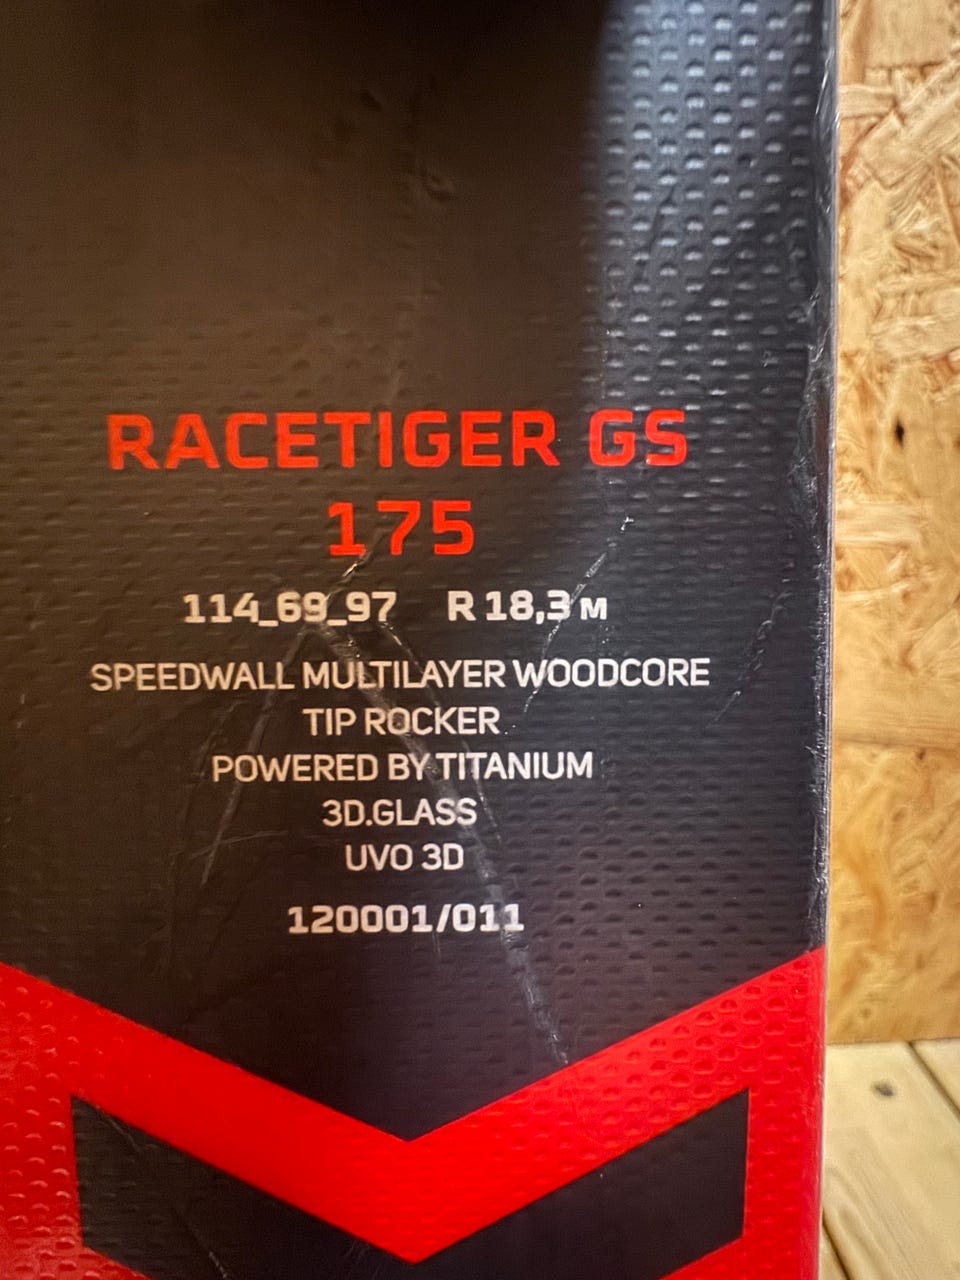 RACETIGER GS
175
114_69_97 R 18,3 M
SPEEDWALL MULTILAYER WOODCORE
TIP ROCKER
POWERED BY TITANIUM
3D.GLASS
UVO 3D
120001/011